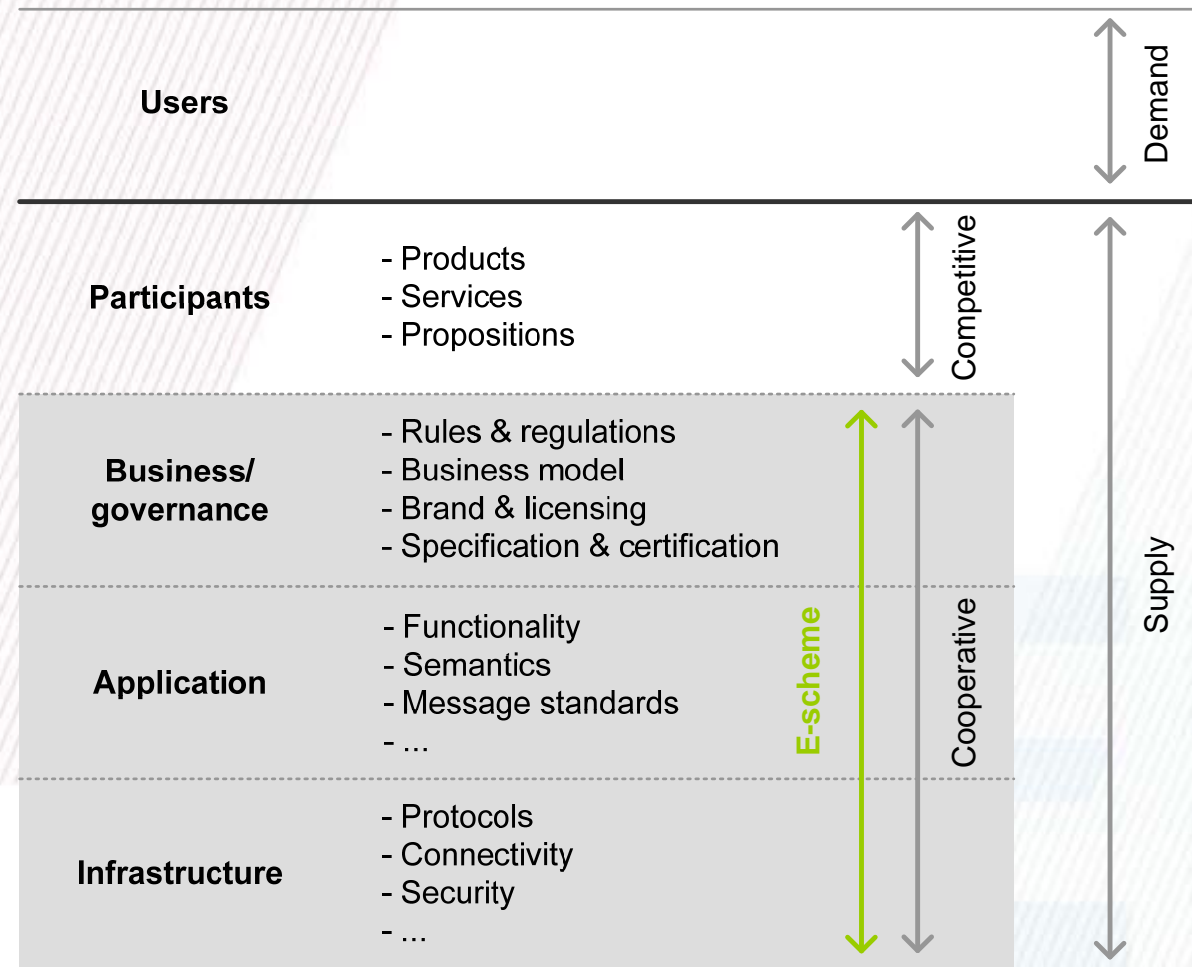 Users
Demand
Participants
- Products
- Services
- Propositions
Competitive
Business/
governance
- Rules & regulations
- Business model
- Brand & licensing
- Specification & certification
Application
- Functionality
- Semantics
- Message standards
- ...
E-scheme
Cooperative
Supply
Infrastructure
- Protocols
- Connectivity
- Security
- ...